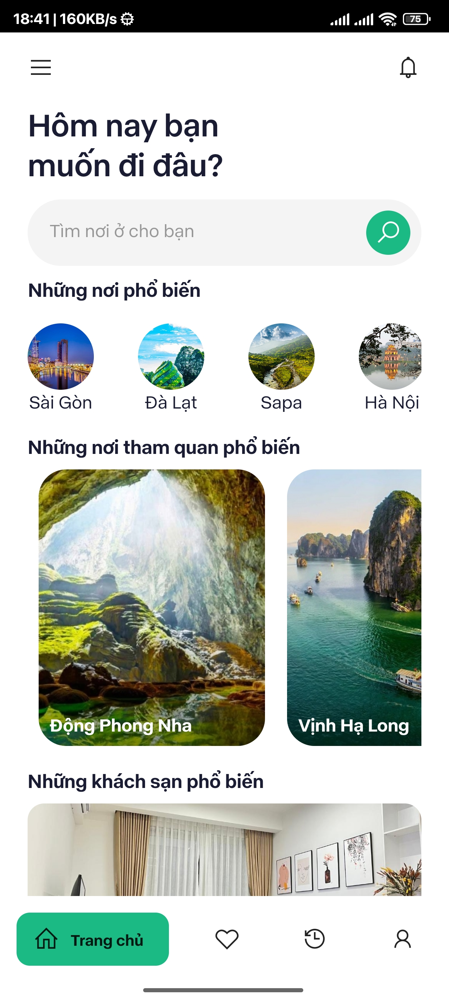 18:41 | 160KB/s
75
Hôm nay bạn
muốn đi đâu?
Tìm nơi ở cho bạn
Những nơi phổ biến
Sài Gòn
Đà Lạt
Sapa
Hà Nội
Những nơi tham quan phổ biến
Động Phong Nha
Vịnh Hạ Long
Những khách sạn phổ biến
Trang chủ